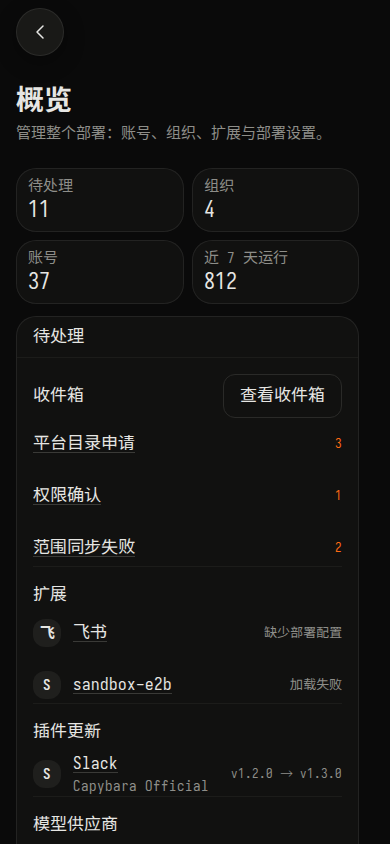 概览
管理整个部署：账号、组织、扩展与部署设置。
待处理
11
组织
4
账号
37
近 7 天运行
812
待处理
收件箱
查看收件箱
平台目录申请
3
权限确认
1
范围同步失败
2
扩展
飞
飞书
缺少部署配置
S
sandbox-e2b
加载失败
插件更新
S
Slack
Capybara Official
v1.2.0 → v1.3.0
模型供应商